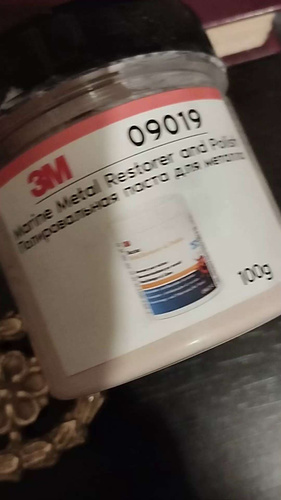 09019
3M
Marine Metal Restorer and Polish
Полировальная паста для металла
100g